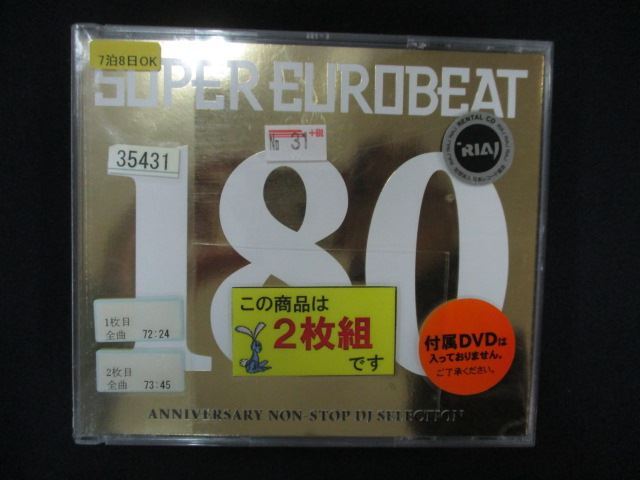 7泊8日OK
SUPER EUROBEAT
No 31 +BL
RENTAL CD
RIAJ
35431
180
この商品は
2枚組
です
1枚目
全曲 72:24
2枚目
全曲 73:45
付属DVDは
入っておりません。
ご了承ください。
ANNIVERSARY NON-STOP DJ SELECTION